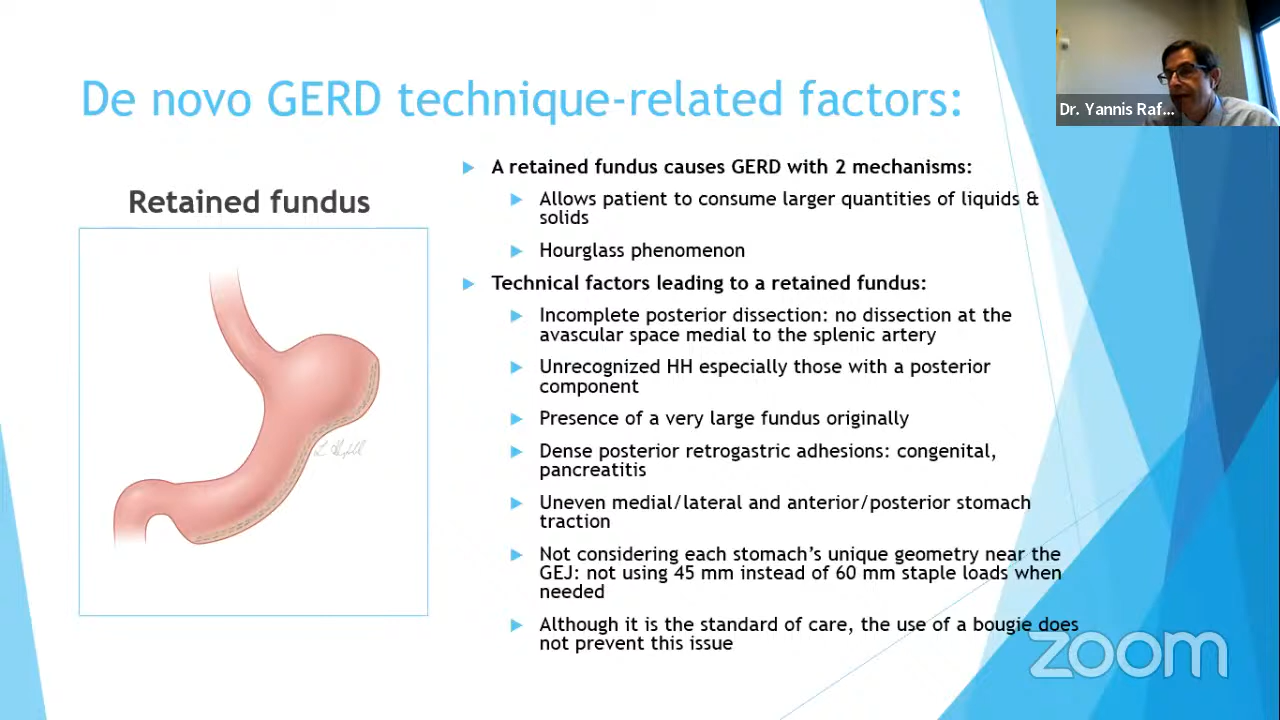 De novo GERD technique-related factors:
Dr. Yannis Raf...
Retained fundus
A retained fundus causes GERD with 2 mechanisms:
Allows patient to consume larger quantities of liquids &
solids
Hourglass phenomenon
Technical factors leading to a retained fundus:
Incomplete posterior dissection: no dissection at the
avascular space medial to the splenic artery
Unrecognized HH especially those with a posterior
component
Presence of a very large fundus originally
Dense posterior retrogastric adhesions: congenital,
pancreatitis
Uneven medial/lateral and anterior/posterior stomach
traction
Not considering each stomach's unique geometry near the
GEJ: not using 45 mm instead of 60 mm staple loads when
needed
Although it is the standard of care, the use of a bougie does
not prevent this issue
zoom